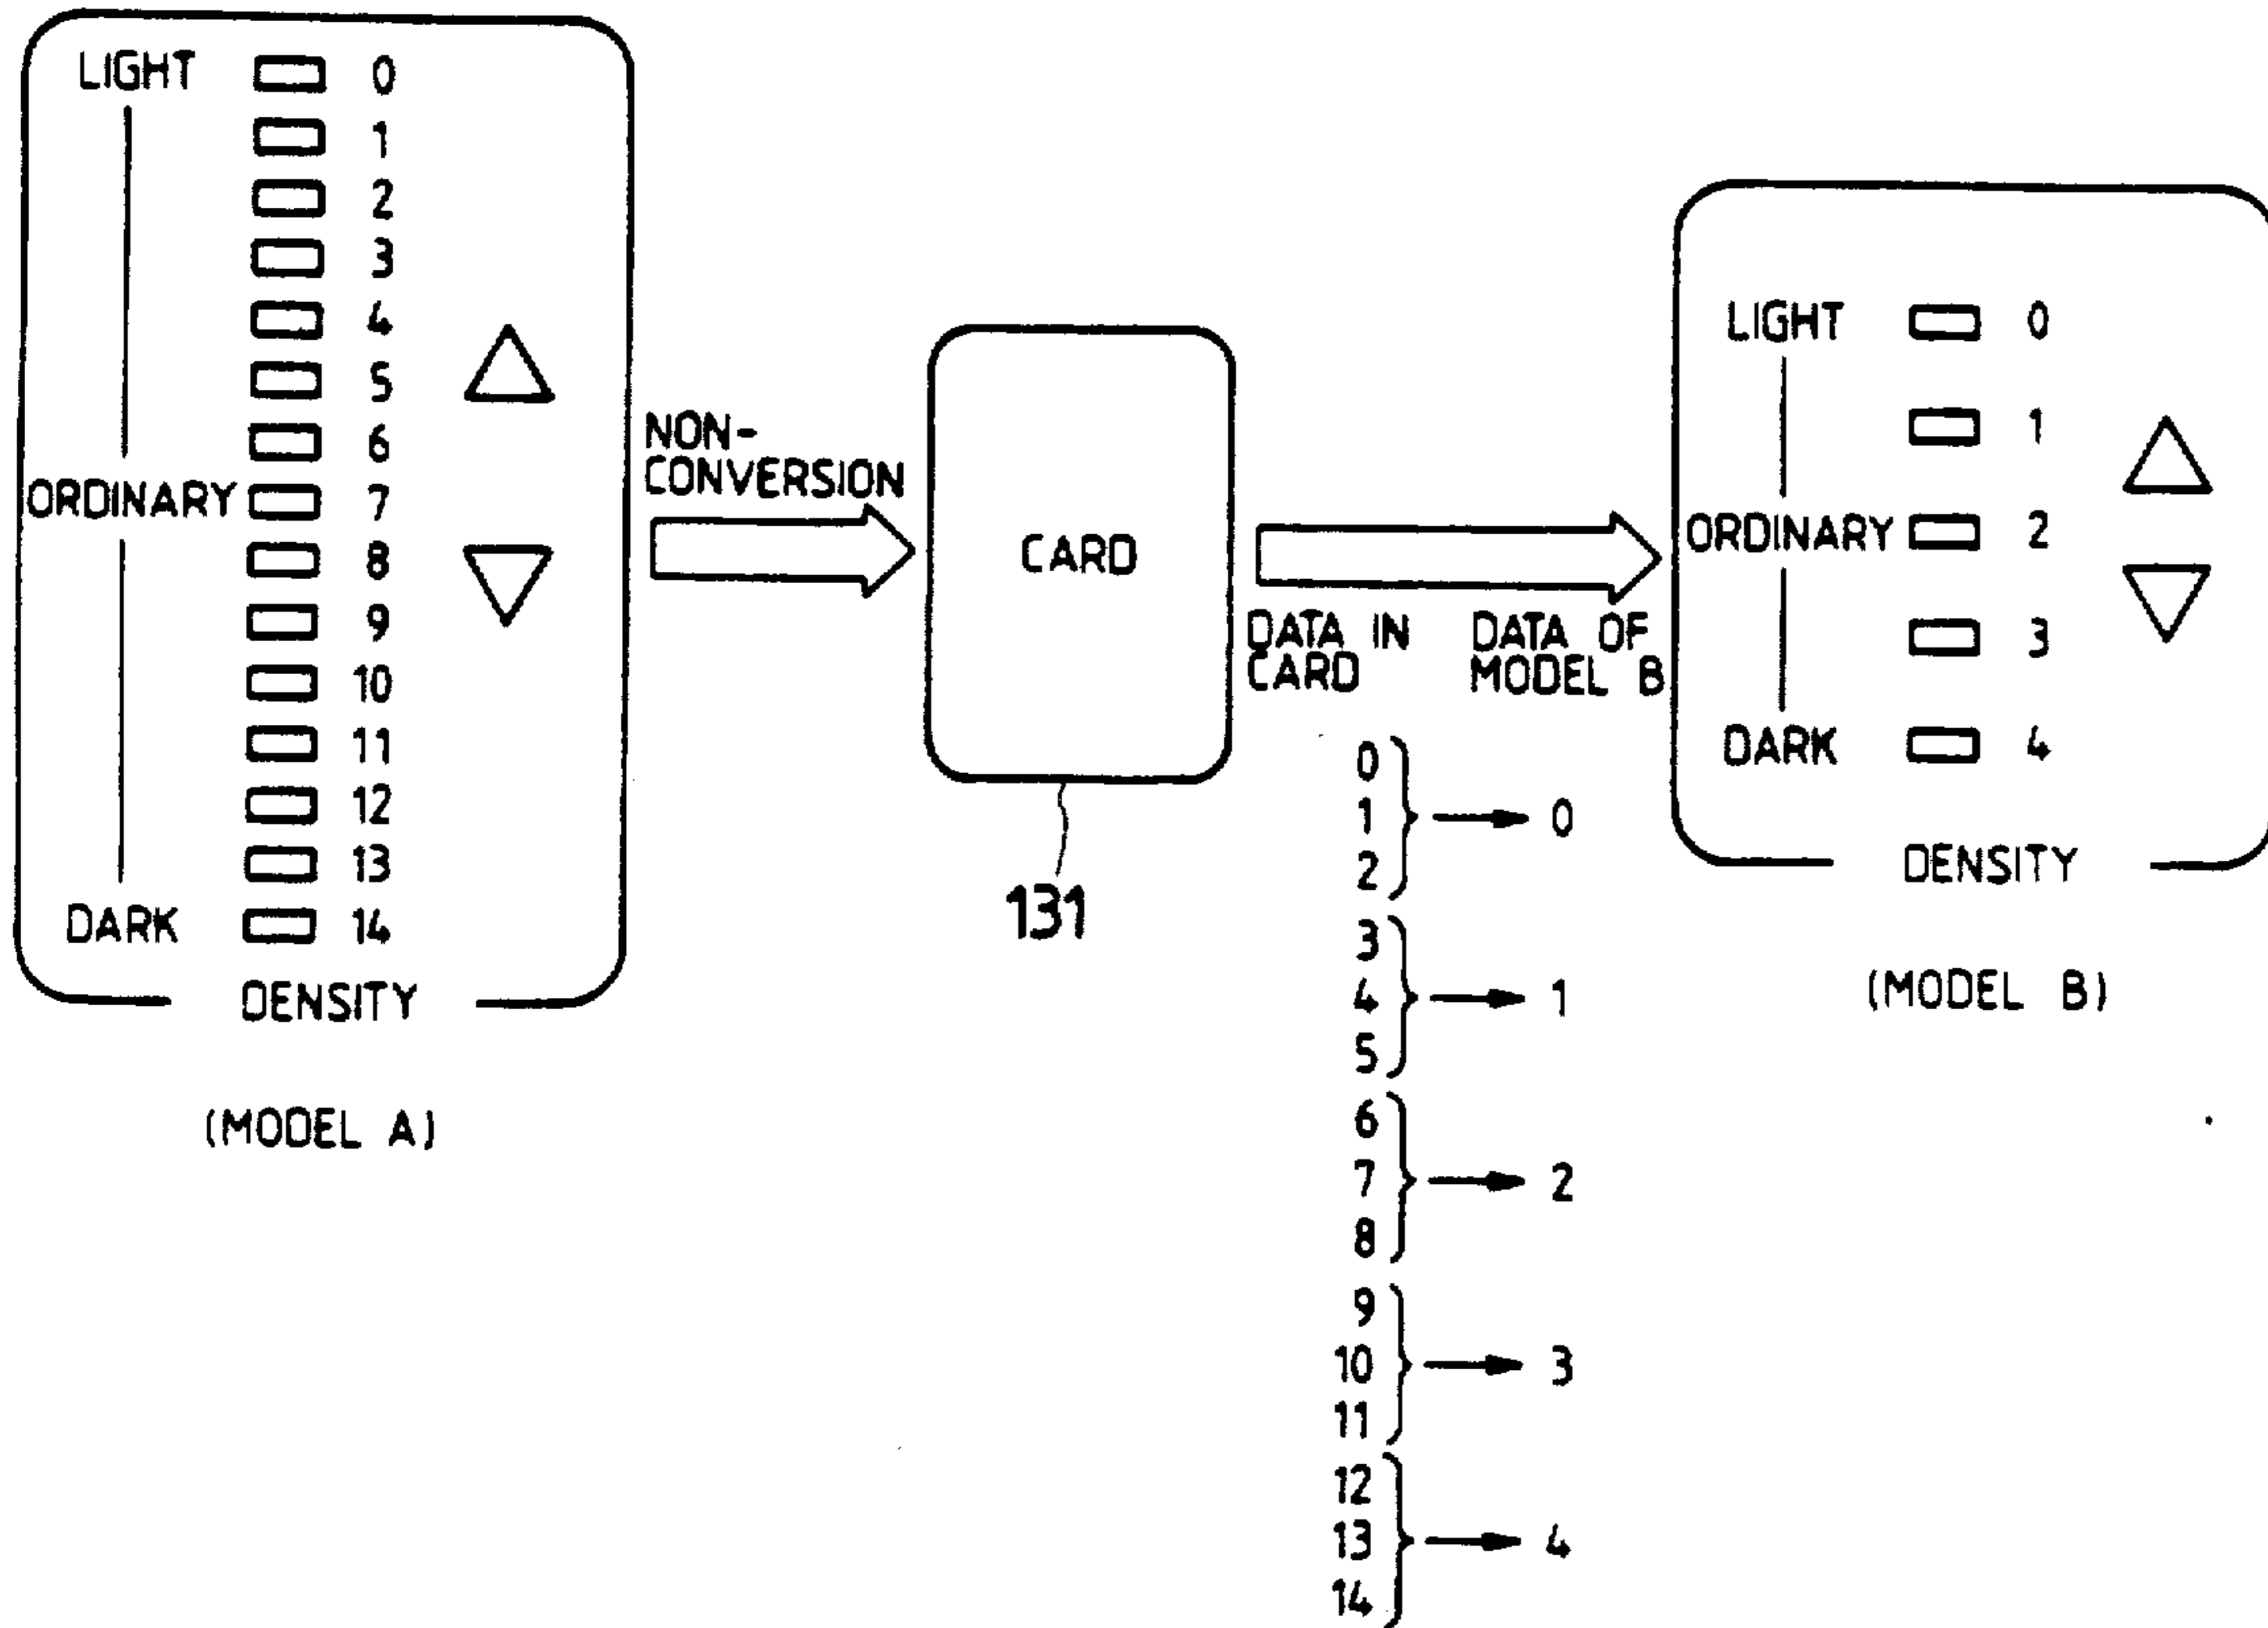 LIGHT 0
1
2
3
4
5
6
ORDINARY 7
8
9
10
11
12
13
DARK 14
DENSITY
(MODEL A)
NON-
CONVERSION
CARD
131
DATA IN
CARD
DATA OF
MODEL B
0
1
2
0
3
4
5
1
6
7
8
2
9
10
11
3
12
13
14
4
LIGHT 0
1
ORDINARY 2
3
DARK 4
DENSITY
(MODEL B)